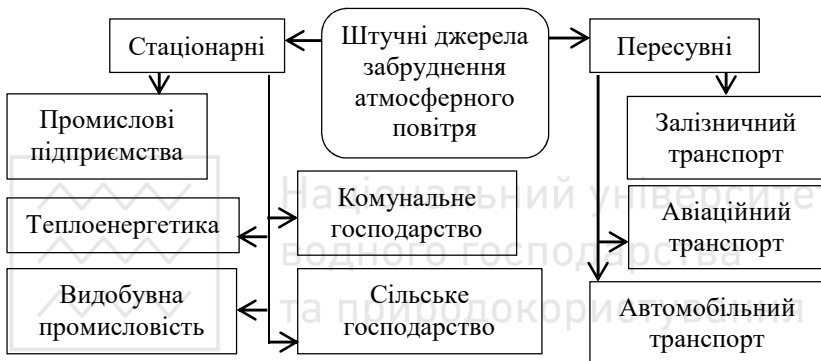 Стаціонарні
Штучні джерела
забруднення
атмосферного
повітря
Пересувні
Промислові
підприємства
Залізничний
транспорт
Національний університе
Теплоенергетика
Комунальне
господарство
Авіаційний
транспорт
водного господарства
Видобувна
промисловість
Сільське
господарство
та природокористування
Автомобільний
транспорт